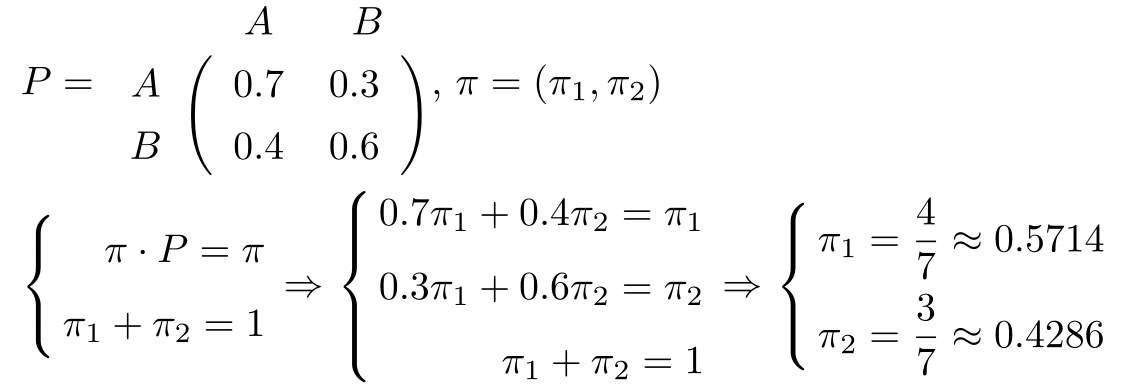 A B
P = A ( 0.7 0.3 ) , π = (π₁, π₂)
B ( 0.4 0.6 )
{ π · P = π ⇒ { 0.7π₁ + 0.4π₂ = π₁ ⇒ { π₁ = 4/7 ≈ 0.5714
0.3π₁ + 0.6π₂ = π₂
π₁ + π₂ = 1 π₂ = 3/7 ≈ 0.4286
π₁ + π₂ = 1